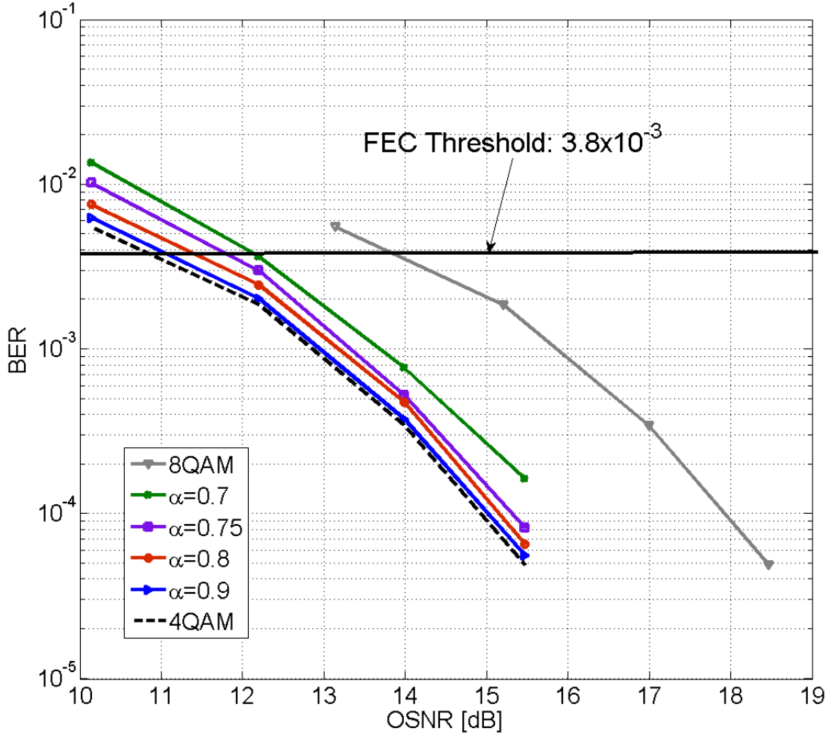 10^-1
10^-2
10^-3
10^-4
10^-5
BER
FEC Threshold: 3.8x10^-3
8QAM
α=0.7
α=0.75
α=0.8
α=0.9
4QAM
10 11 12 13 14 15 16 17 18 19
OSNR [dB]